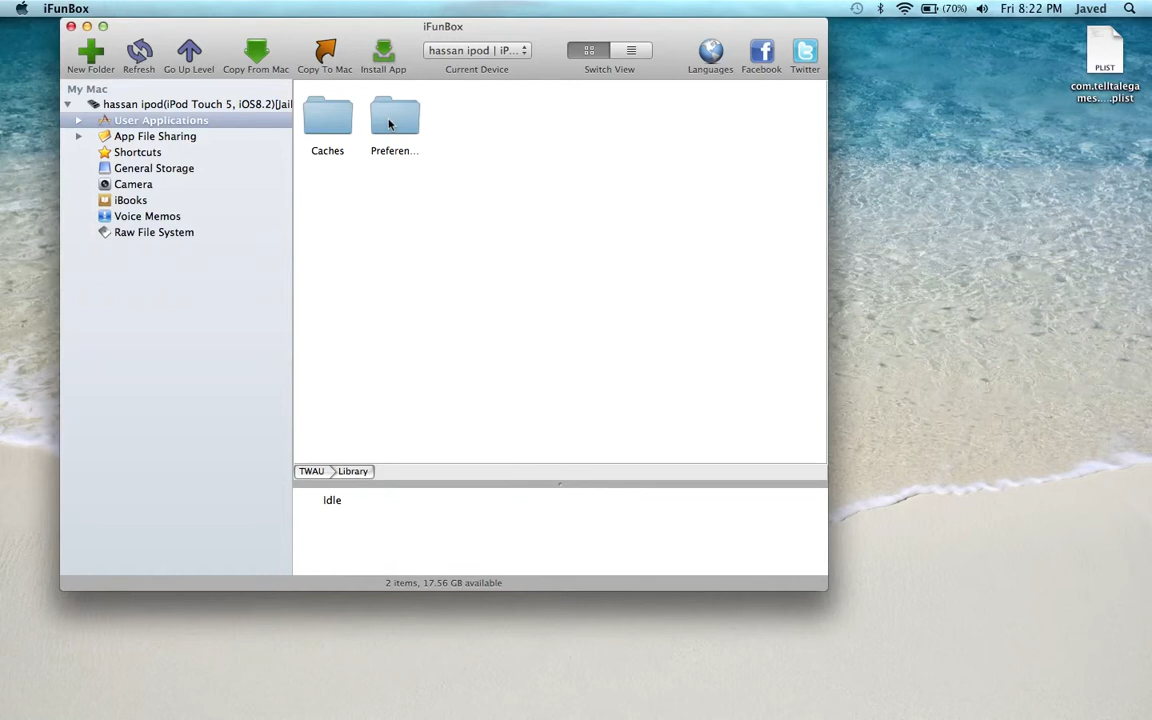 iFunBox (70%) Fri 8:22 PM Javed
iFunBox
New Folder Refresh Go Up Level Copy From Mac Copy To Mac Install App hassan ipod | iP... Current Device Switch View Languages Facebook Twitter
My Mac
hassan ipod(iPod Touch 5, iOS8.2)[Jail
User Applications
App File Sharing
Shortcuts
General Storage
Camera
iBooks
Voice Memos
Raw File System
Caches Preferen...
TWAU Library
Idle
2 items, 17.56 GB available
PLIST
com.telltalega
mes.....plist